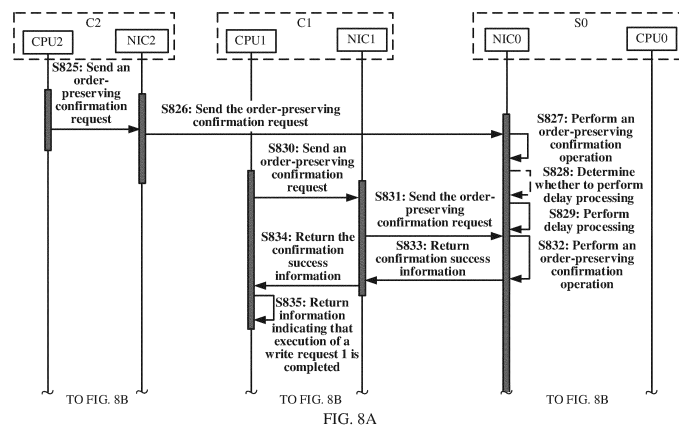 C2
C1
S0
CPU2
NIC2
CPU1
NIC1
NIC0
CPU0
S825: Send an
order-
preserving
confirmation
request
S826: Send the order-preserving
confirmation request
S827: Perform an
order-preserving
confirmation
operation
S828: Determine
whether to perform
delay processing
S829: Perform
delay processing
S830: Send an
order-preserving
confirmation
request
S831: Send the order-
preserving
confirmation request
S832: Perform an
order-preserving
confirmation
operation
S833: Return
confirmation success
information
S834: Return the
confirmation
success
information
S835: Return
information
indicating that
execution of a
write request 1 is
completed
TO FIG. 8B
TO FIG. 8B
TO FIG. 8B
FIG. 8A